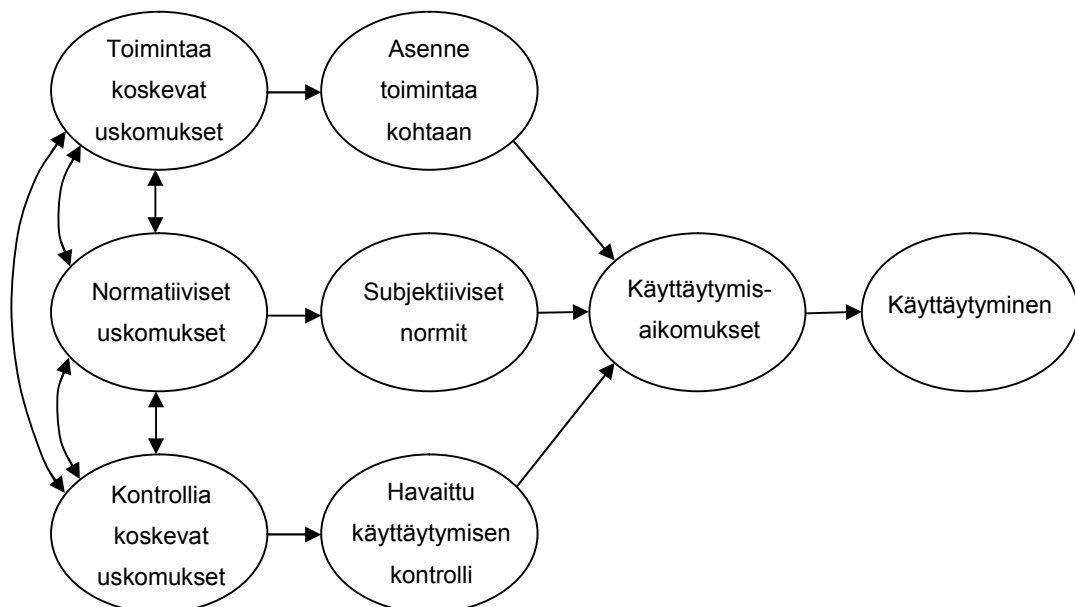 Toimintaa
koskevat
uskomukset
Asenne
toimintaa
kohtaan
Normatiiviset
uskomukset
Subjektiiviset
normit
Käyttäytymis-
aikomukset
Käyttäytyminen
Kontrollia
koskevat
uskomukset
Havaittu
käyttäytymisen
kontrolli